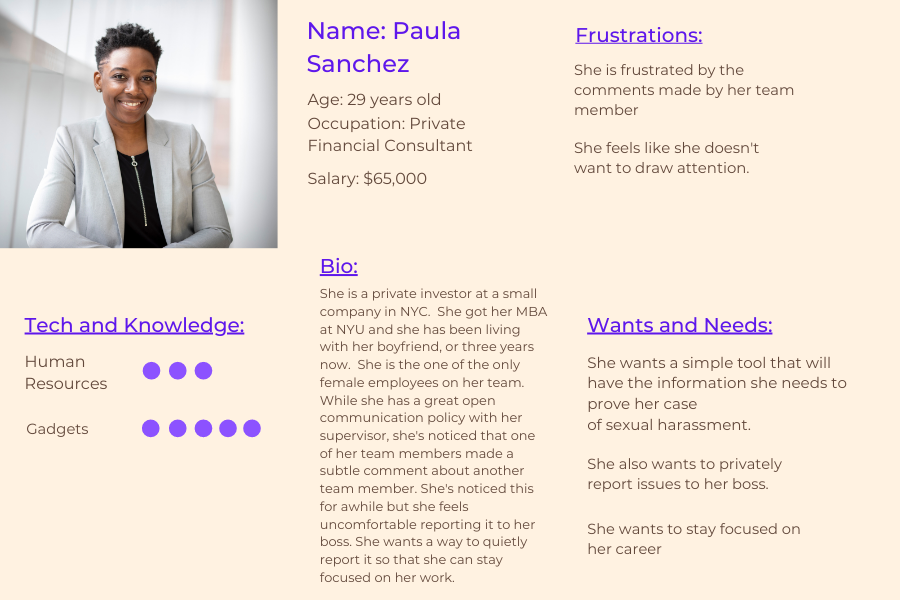 Name: Paula
Sanchez
Age: 29 years old
Occupation: Private
Financial Consultant
Salary: $65,000
Frustrations:
She is frustrated by the
comments made by her team
member
She feels like she doesn't
want to draw attention.
Tech and Knowledge:
Human
Resources
Gadgets
Bio:
She is a private investor at a small
company in NYC. She got her MBA
at NYU and she has been living
with her boyfriend, or three years
now. She is the one of the only
female employees on her team.
While she has a great open
communication policy with her
supervisor, she's noticed that one
of her team members made a
subtle comment about another
team member. She's noticed this
for awhile but she feels
uncomfortable reporting it to her
boss. She wants a way to quietly
report it so that she can stay
focused on her work.
Wants and Needs:
She wants a simple tool that will
have the information she needs to
prove her case
of sexual harassment.
She also wants to privately
report issues to her boss.
She wants to stay focused on
her career